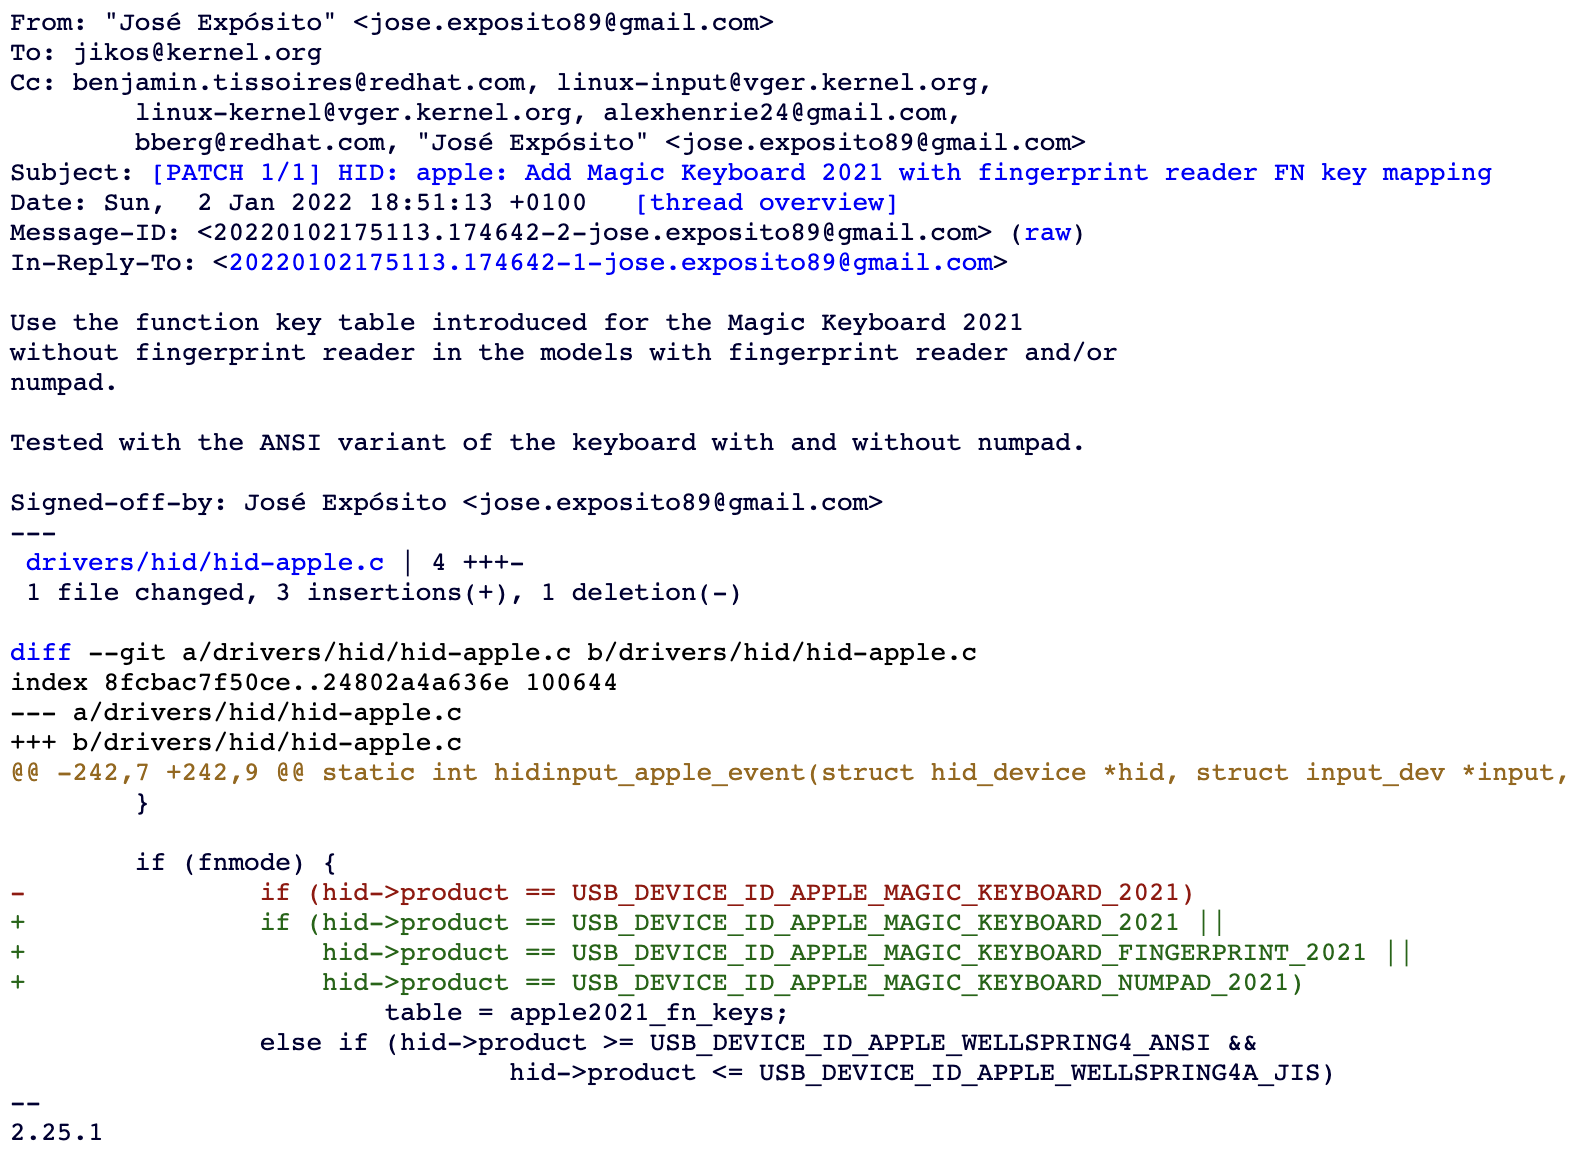 From: "José Expósito" <jose.exposito89@gmail.com>
To: jikos@kernel.org
Cc: benjamin.tissoires@redhat.com, linux-input@vger.kernel.org,
        linux-kernel@vger.kernel.org, alexhenrie24@gmail.com,
        bberg@redhat.com, "José Expósito" <jose.exposito89@gmail.com>
Subject: [PATCH 1/1] HID: apple: Add Magic Keyboard 2021 with fingerprint reader FN key mapping
Date: Sun,  2 Jan 2022 18:51:13 +0100   [thread overview]
Message-ID: <20220102175113.174642-2-jose.exposito89@gmail.com> (raw)
In-Reply-To: <20220102175113.174642-1-jose.exposito89@gmail.com>

Use the function key table introduced for the Magic Keyboard 2021
without fingerprint reader in the models with fingerprint reader and/or
numpad.

Tested with the ANSI variant of the keyboard with and without numpad.

Signed-off-by: José Expósito <jose.exposito89@gmail.com>
---
 drivers/hid/hid-apple.c | 4 +++-
 1 file changed, 3 insertions(+), 1 deletion(-)

diff --git a/drivers/hid/hid-apple.c b/drivers/hid/hid-apple.c
index 8fcbac7f50ce..24802a4a636e 100644
--- a/drivers/hid/hid-apple.c
+++ b/drivers/hid/hid-apple.c
@@ -242,7 +242,9 @@ static int hidinput_apple_event(struct hid_device *hid, struct input_dev *input,
        }

        if (fnmode) {
-               if (hid->product == USB_DEVICE_ID_APPLE_MAGIC_KEYBOARD_2021)
+               if (hid->product == USB_DEVICE_ID_APPLE_MAGIC_KEYBOARD_2021 ||
+                   hid->product == USB_DEVICE_ID_APPLE_MAGIC_KEYBOARD_FINGERPRINT_2021 ||
+                   hid->product == USB_DEVICE_ID_APPLE_MAGIC_KEYBOARD_NUMPAD_2021)
                        table = apple2021_fn_keys;
                else if (hid->product >= USB_DEVICE_ID_APPLE_WELLSPRING4_ANSI &&
                                hid->product <= USB_DEVICE_ID_APPLE_WELLSPRING4A_JIS)
--
2.25.1